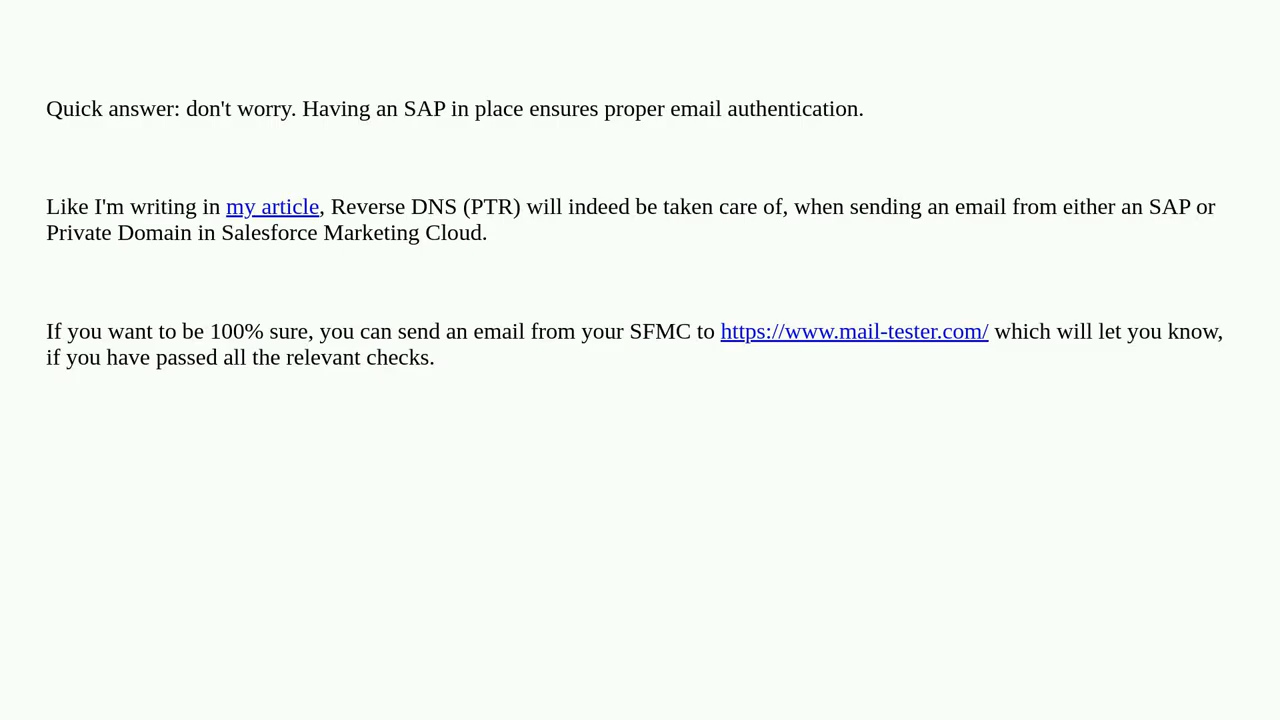 Quick answer: don't worry. Having an SAP in place ensures proper email authentication.
Like I'm writing in my article, Reverse DNS (PTR) will indeed be taken care of, when sending an email from either an SAP or
Private Domain in Salesforce Marketing Cloud.
If you want to be 100% sure, you can send an email from your SFMC to https://www.mail-tester.com/ which will let you know,
if you have passed all the relevant checks.